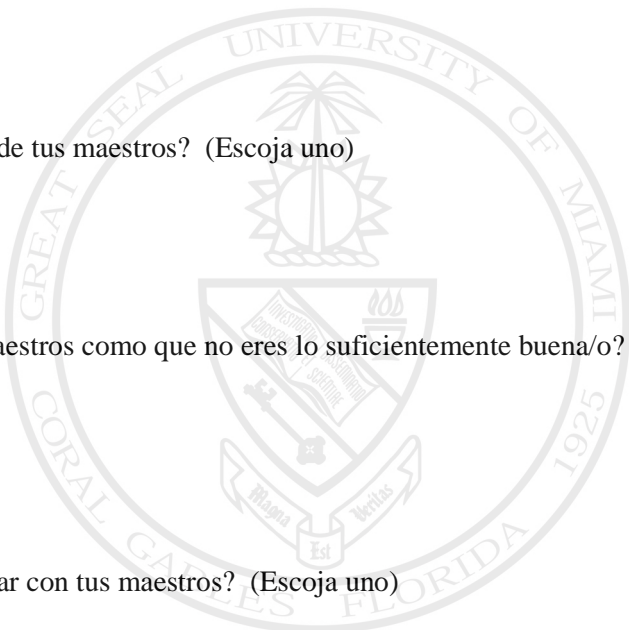 de tus maestros? (Escoja uno)
aestros como que no eres lo suficientemente buena/o?
ar con tus maestros? (Escoja uno)
GREAT SEAL UNIVERSITY OF MIAMI
CORAL GABLES FLORIDA 1925
Magna Est Veritas